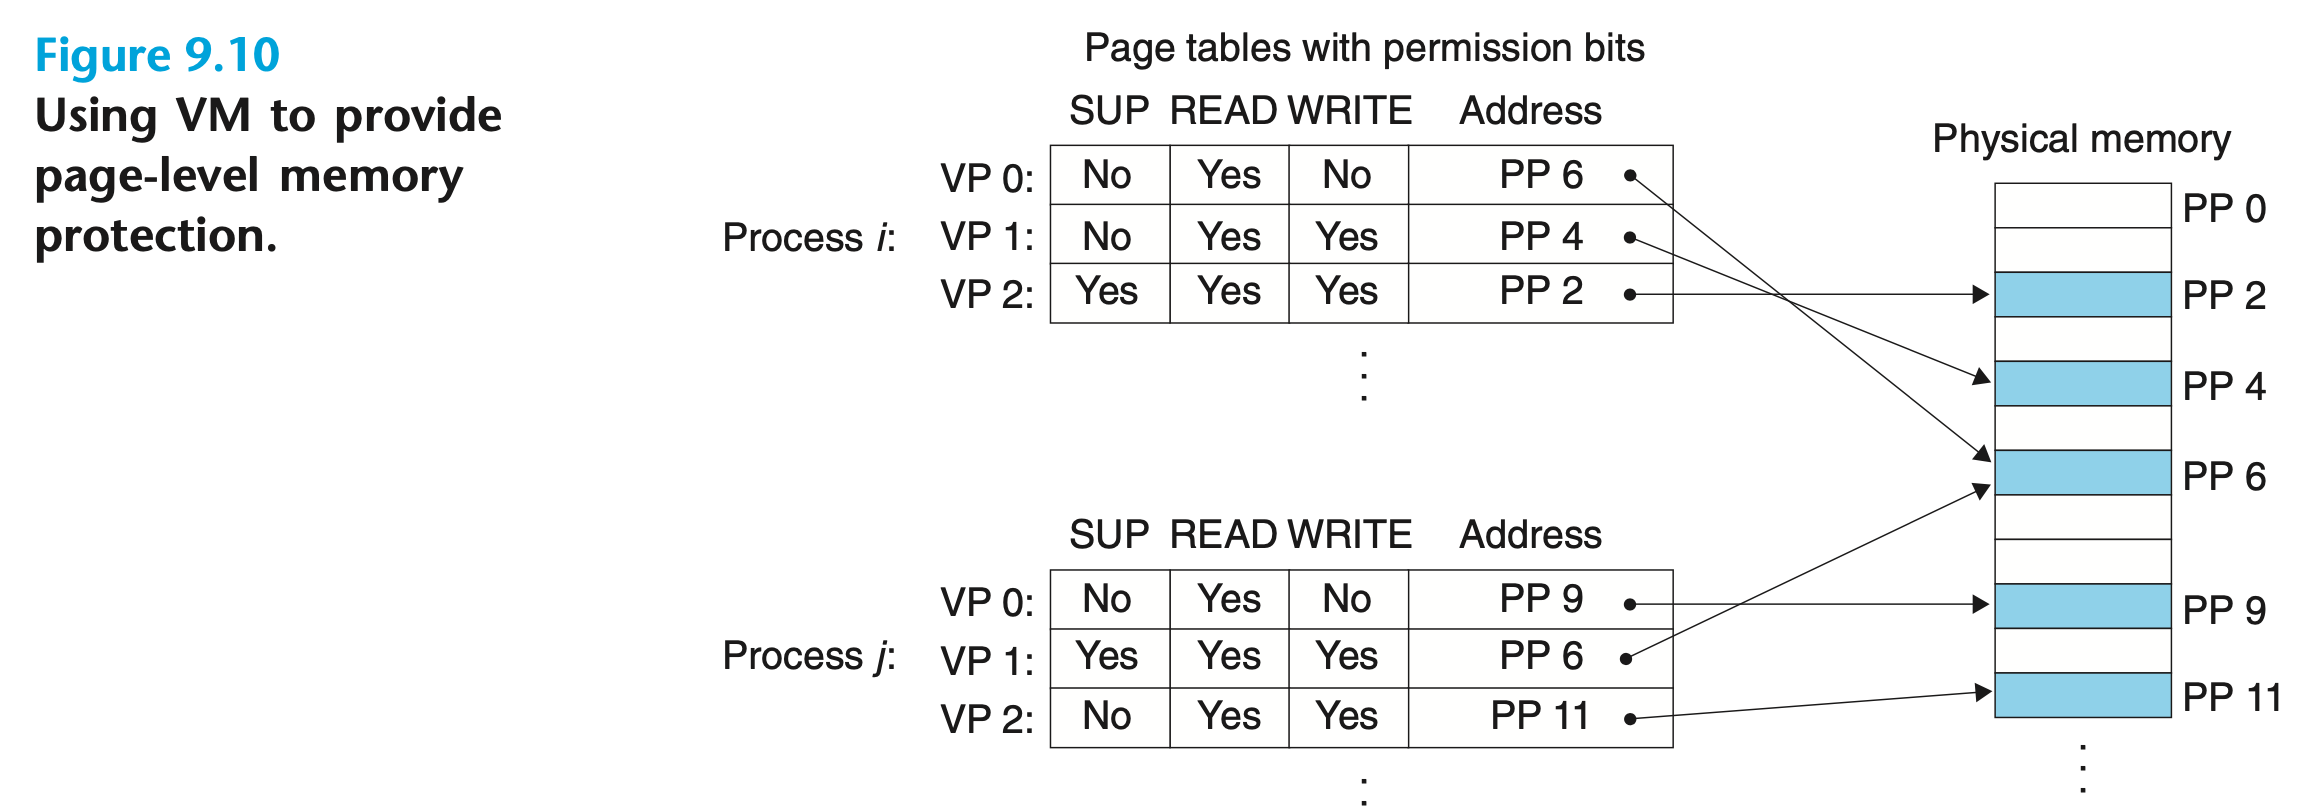 Figure 9.10
Using VM to provide
page-level memory
protection.
Page tables with permission bits
SUP READ WRITE Address
VP 0: No Yes No PP 6
Process i: VP 1: No Yes Yes PP 4
VP 2: Yes Yes Yes PP 2
SUP READ WRITE Address
VP 0: No Yes No PP 9
Process j: VP 1: Yes Yes Yes PP 6
VP 2: No Yes Yes PP 11
Physical memory
PP 0
PP 2
PP 4
PP 6
PP 9
PP 11